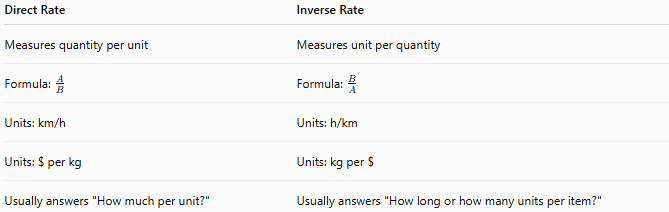 Direct Rate Inverse Rate
Measures quantity per unit Measures unit per quantity
Formula: A/B Formula: B/A
Units: km/h Units: h/km
Units: $ per kg Units: kg per $
Usually answers "How much per unit?" Usually answers "How long or how many units per item?"